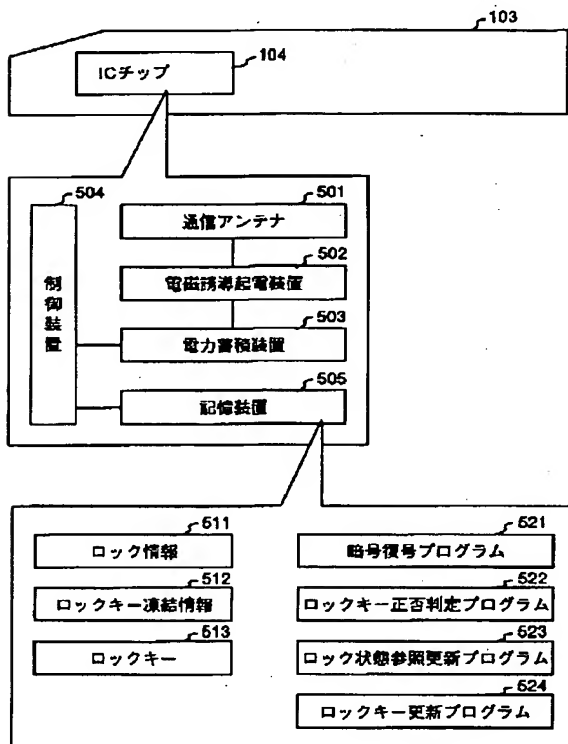 103
ICチップ
104
504
制御装置
501
通信アンテナ
502
電磁誘導起電装置
503
電力蓄積装置
505
記憶装置
511
ロック情報
512
ロックキー凍結情報
513
ロックキー
521
暗号復号プログラム
522
ロックキー正否判定プログラム
523
ロック状態参照更新プログラム
524
ロックキー更新プログラム